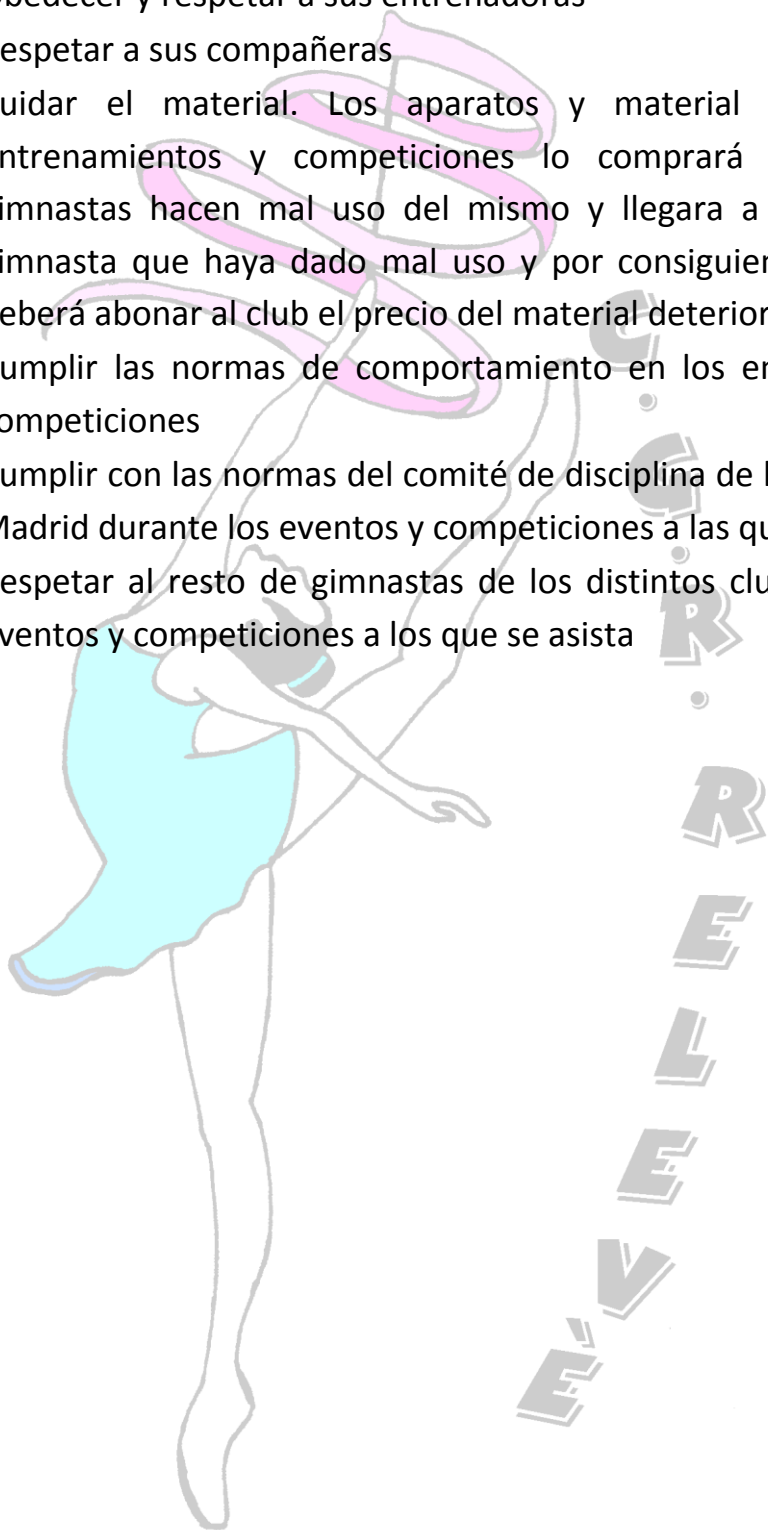 obedecer y respetar a sus entrenadoras
espetar a sus compañeras
uidar el material. Los aparatos y material
ntrenamientos y competiciones lo comprará
imnastas hacen mal uso del mismo y llegara a
imnasta que haya dado mal uso y por consiguien
eberá abonar al club el precio del material deterior
umplir las normas de comportamiento en los en
ompeticiones
umplir con las normas del comité de disciplina de l
Madrid durante los eventos y competiciones a las qu
espetar al resto de gimnastas de los distintos clu
ventos y competiciones a los que se asista
C.G.R. RELEVÈ